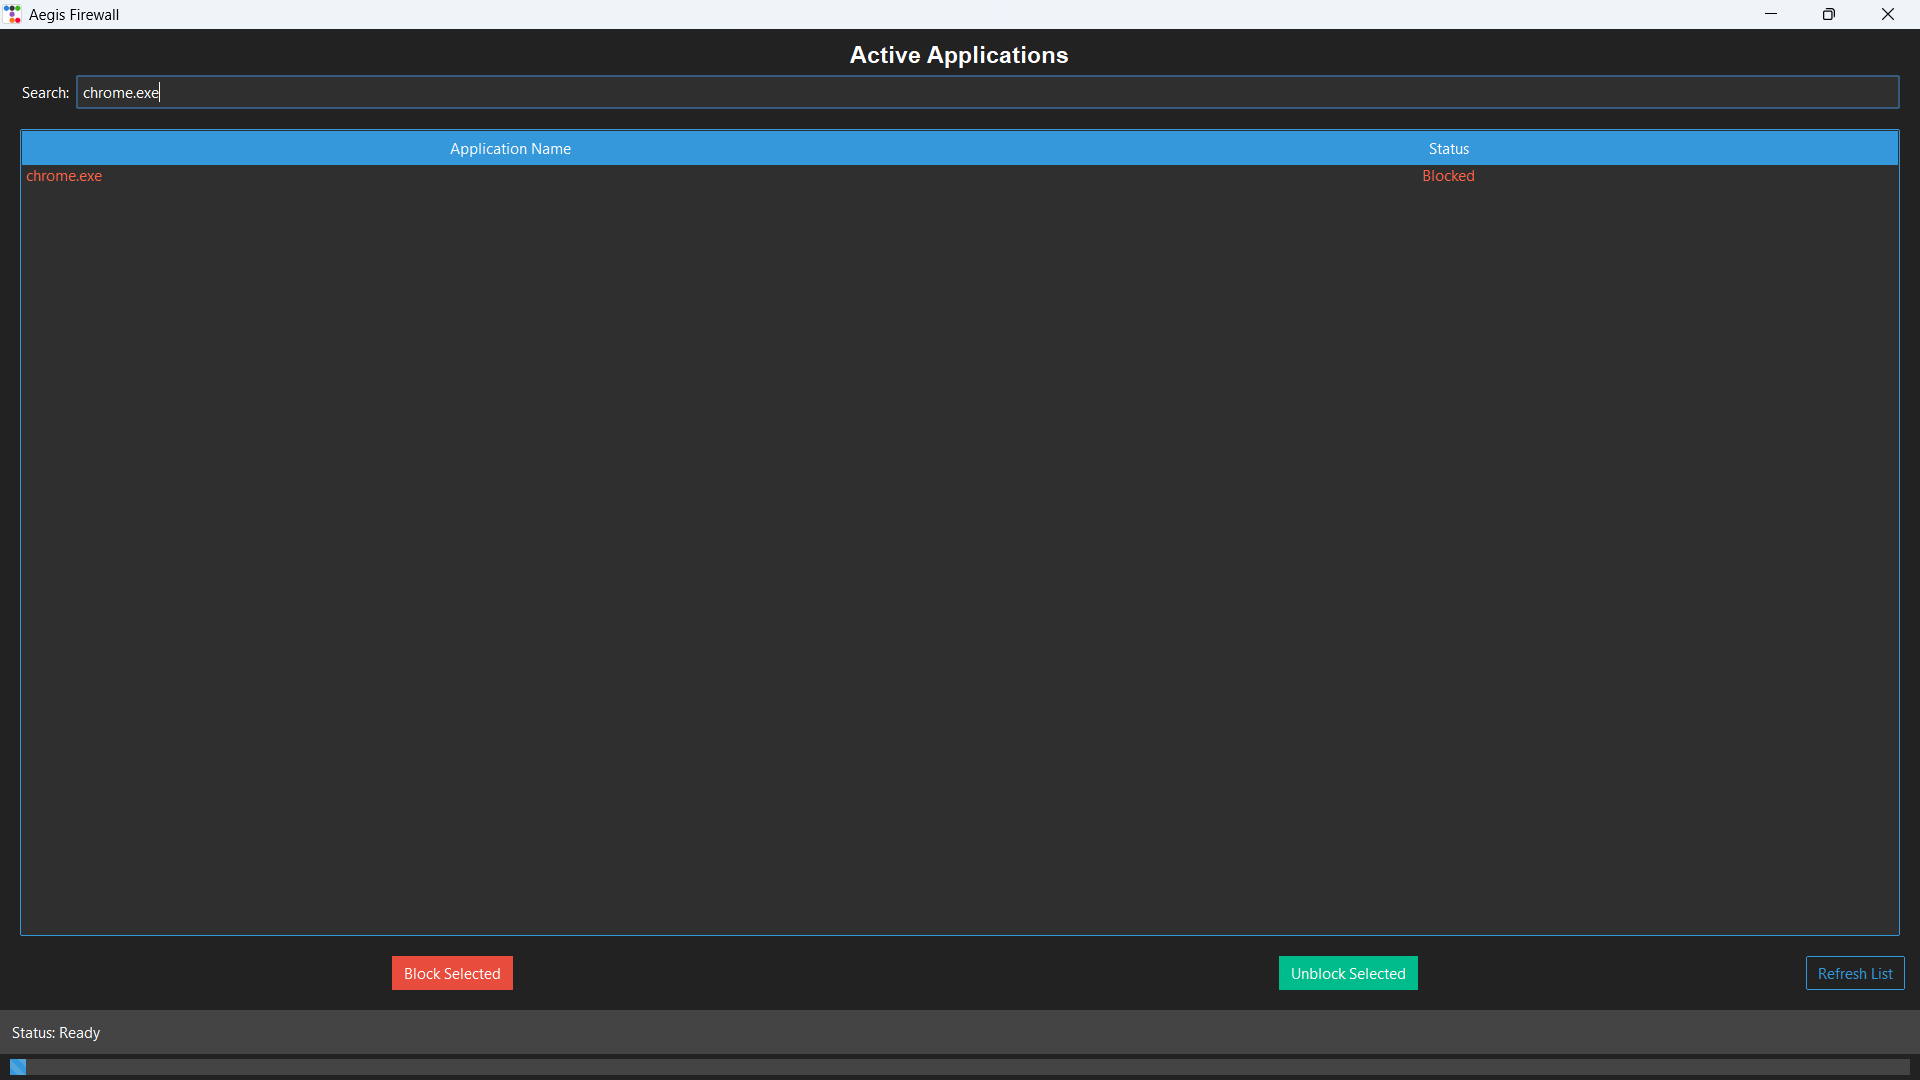 Aegis Firewall
Active Applications
Search: chrome.exe
Application Name Status
chrome.exe Blocked
Block Selected Unblock Selected Refresh List
Status: Ready